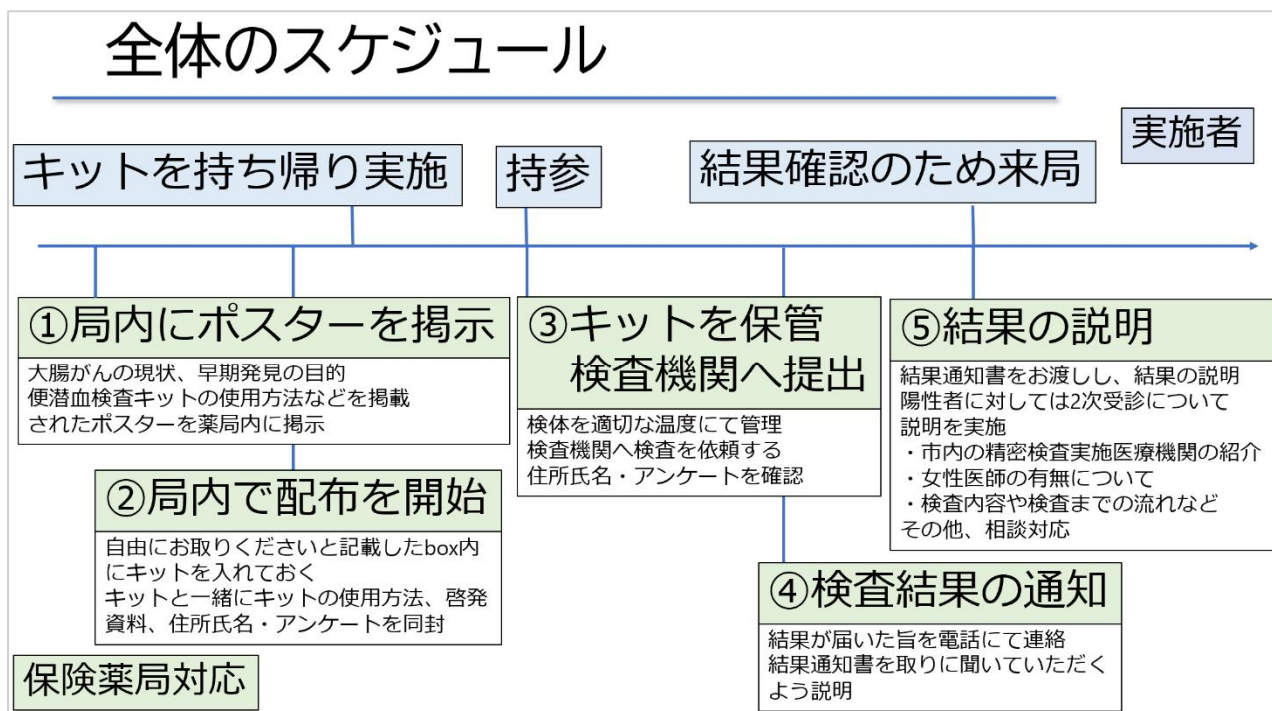 全体のスケジュール
実施者
キットを持ち帰り実施
持参
結果確認のため来局
①局内にポスターを掲示
大腸がんの現状、早期発見の目的
便潜血検査キットの使用方法などを掲載
されたポスターを薬局内に掲示
②局内で配布を開始
自由にお取りくださいと記載したbox内
にキットを入れておく
キットと一緒にキットの使用方法、啓発
資料、住所氏名・アンケートを同封
③キットを保管
検査機関へ提出
検体を適切な温度にて管理
検査機関へ検査を依頼する
住所氏名・アンケートを確認
④検査結果の通知
結果が届いた旨を電話にて連絡
結果通知書を取りに聞いていただく
よう説明
⑤結果の説明
結果通知書をお渡しし、結果の説明
陽性者に対しては2次受診について
説明を実施
・市内の精密検査実施医療機関の紹介
・女性医師の有無について
・検査内容や検査までの流れなど
その他、相談対応
保険薬局対応